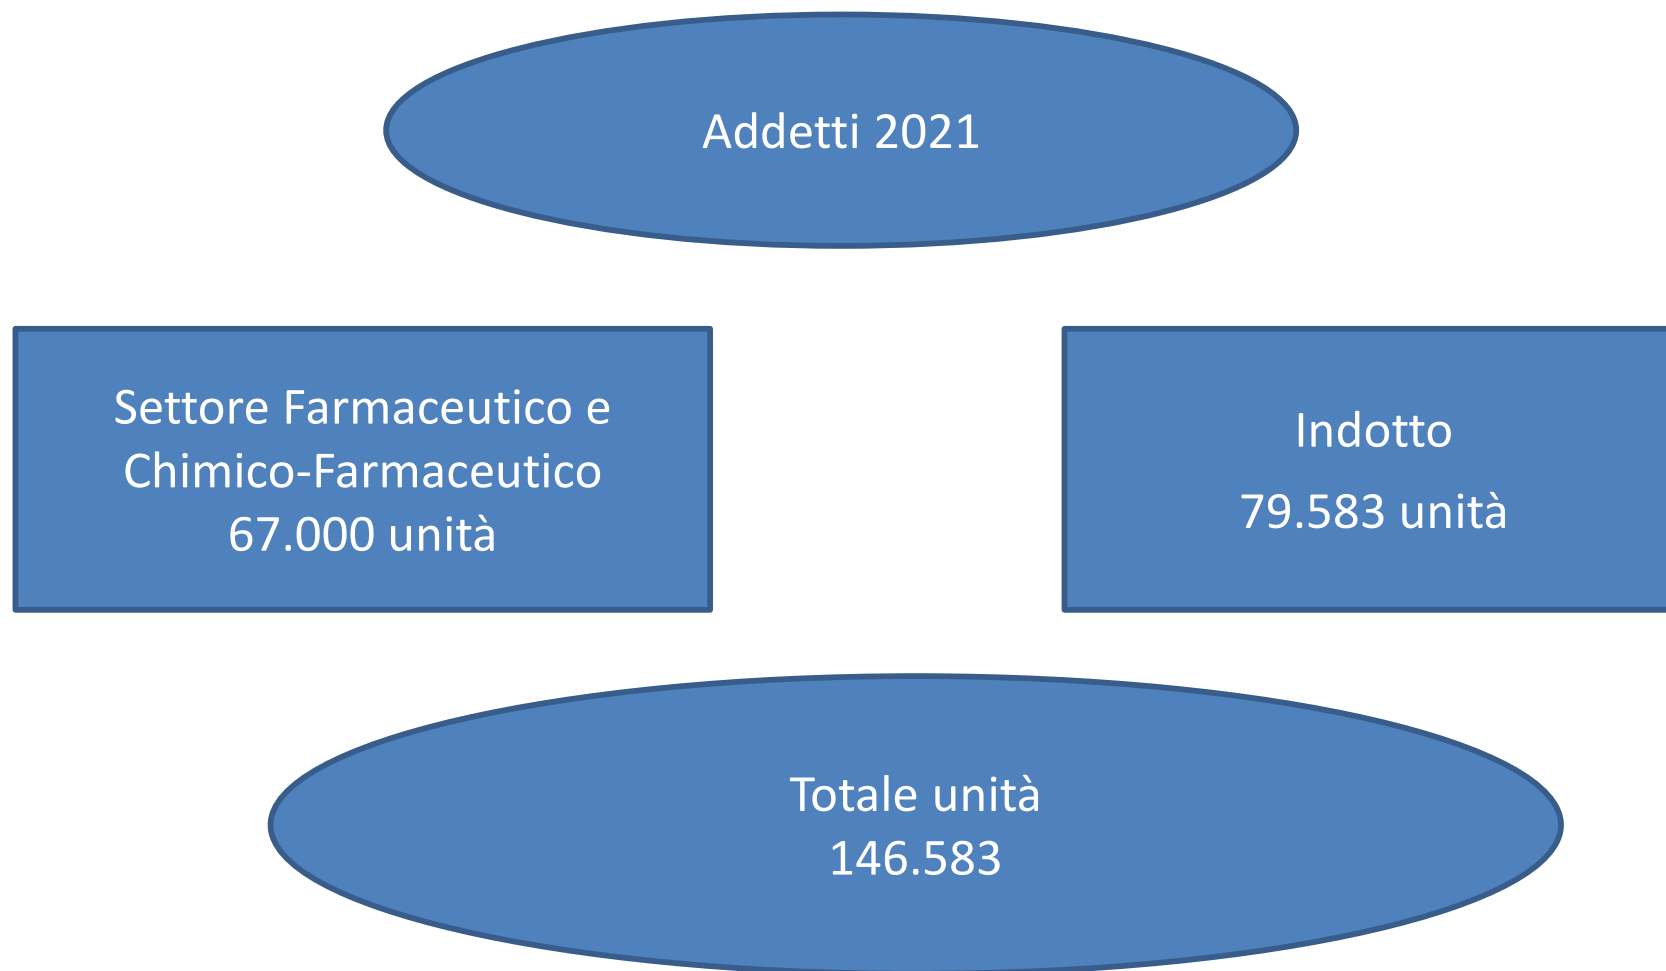 Addetti 2021
Settore Farmaceutico e
Chimico-Farmaceutico
67.000 unità
Indotto
79.583 unità
Totale unità
146.583